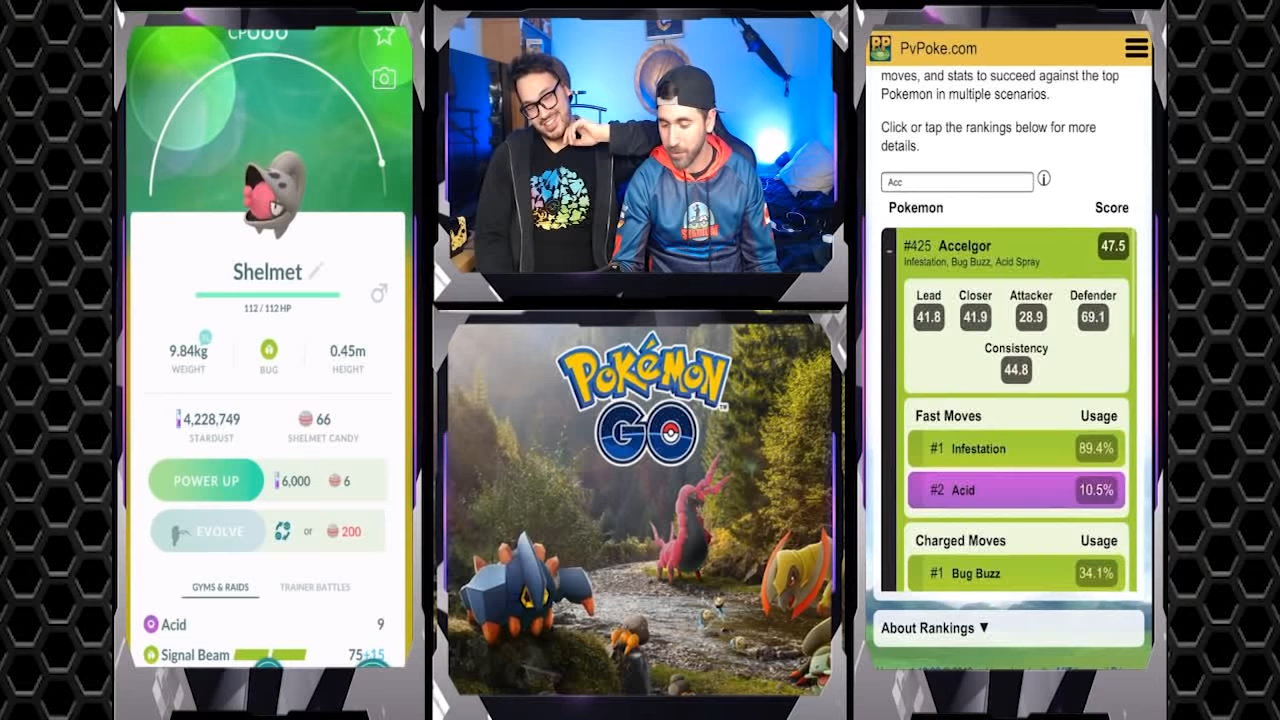 Shelmet
112 / 112 HP
9.84kg
WEIGHT
BUG
0.45m
HEIGHT
4,228,749
STARDUST
66
SHELMET CANDY
POWER UP
6,000
6
EVOLVE
or
200
GYMS & RAIDS
TRAINER BATTLES
Acid
9
Signal Beam
75+15
POKéMON
GO
PP
PvPoke.com
moves, and stats to succeed against the top
Pokemon in multiple scenarios.
Click or tap the rankings below for more
details.
Acc
i
Pokemon
Score
#425 Accelgor
47.5
Infestation, Bug Buzz, Acid Spray
Lead
Closer
Attacker
Defender
41.8
41.9
28.9
69.1
Consistency
44.8
Fast Moves
Usage
#1 Infestation
89.4%
#2 Acid
10.5%
Charged Moves
Usage
#1 Bug Buzz
34.1%
About Rankings ▼